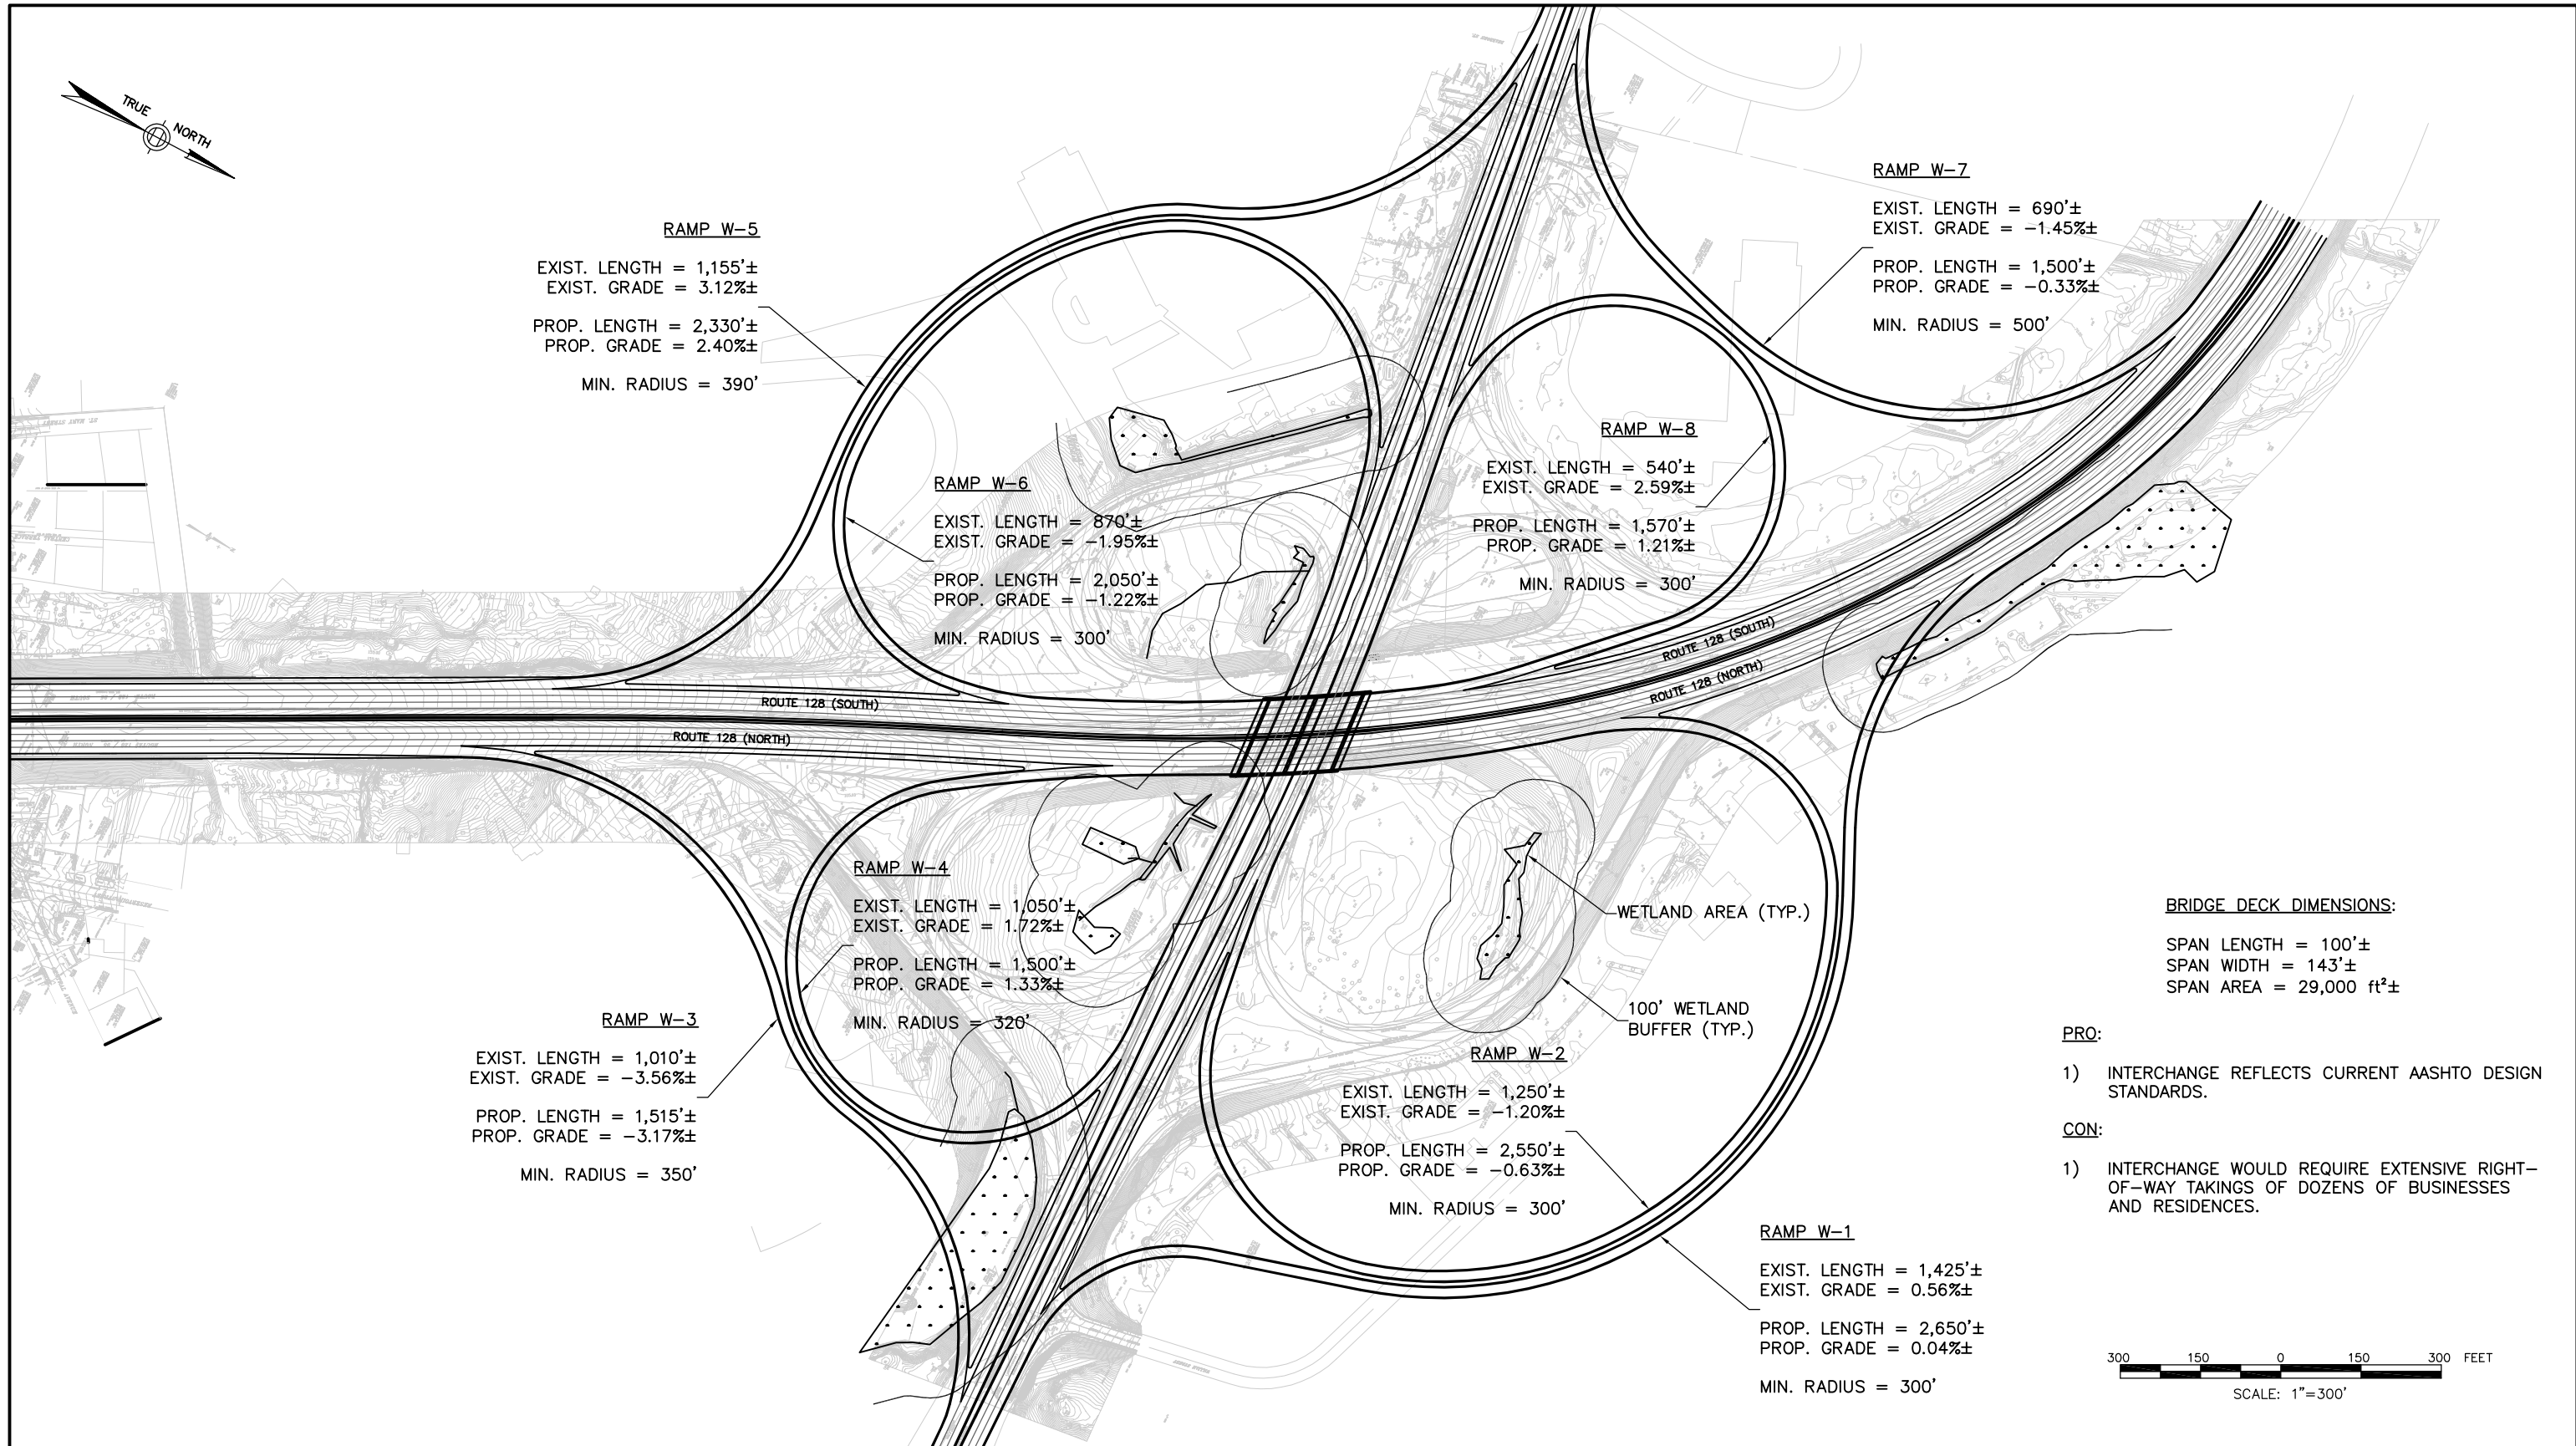 TRUE
NORTH
RAMP W-5
EXIST. LENGTH = 1,155'±
EXIST. GRADE = 3.12%±
PROP. LENGTH = 2,330'±
PROP. GRADE = 2.40%±
MIN. RADIUS = 390'
RAMP W-7
EXIST. LENGTH = 690'±
EXIST. GRADE = -1.45%±
PROP. LENGTH = 1,500'±
PROP. GRADE = -0.33%±
MIN. RADIUS = 500'
RAMP W-6
EXIST. LENGTH = 870'±
EXIST. GRADE = -1.95%±
PROP. LENGTH = 2,050'±
PROP. GRADE = -1.22%±
MIN. RADIUS = 300'
RAMP W-8
EXIST. LENGTH = 540'±
EXIST. GRADE = 2.59%±
PROP. LENGTH = 1,570'±
PROP. GRADE = 1.21%±
MIN. RADIUS = 300'
ROUTE 128 (SOUTH)
ROUTE 128 (NORTH)
ROUTE 128 (SOUTH)
ROUTE 128 (NORTH)
RAMP W-4
EXIST. LENGTH = 1,050'±
EXIST. GRADE = 1.72%±
PROP. LENGTH = 1,500'±
PROP. GRADE = 1.33%±
MIN. RADIUS = 320'
WETLAND AREA (TYP.)
100' WETLAND
BUFFER (TYP.)
RAMP W-3
EXIST. LENGTH = 1,010'±
EXIST. GRADE = -3.56%±
PROP. LENGTH = 1,515'±
PROP. GRADE = -3.17%±
MIN. RADIUS = 350'
RAMP W-2
EXIST. LENGTH = 1,250'±
EXIST. GRADE = -1.20%±
PROP. LENGTH = 2,550'±
PROP. GRADE = -0.63%±
MIN. RADIUS = 300'
RAMP W-1
EXIST. LENGTH = 1,425'±
EXIST. GRADE = 0.56%±
PROP. LENGTH = 2,650'±
PROP. GRADE = 0.04%±
MIN. RADIUS = 300'
BRIDGE DECK DIMENSIONS:
SPAN LENGTH = 100'±
SPAN WIDTH = 143'±
SPAN AREA = 29,000 ft²±
PRO:
1) INTERCHANGE REFLECTS CURRENT AASHTO DESIGN
STANDARDS.
CON:
1) INTERCHANGE WOULD REQUIRE EXTENSIVE RIGHT-
OF-WAY TAKINGS OF DOZENS OF BUSINESSES
AND RESIDENCES.
300 150 0 150 300 FEET
SCALE: 1"=300'